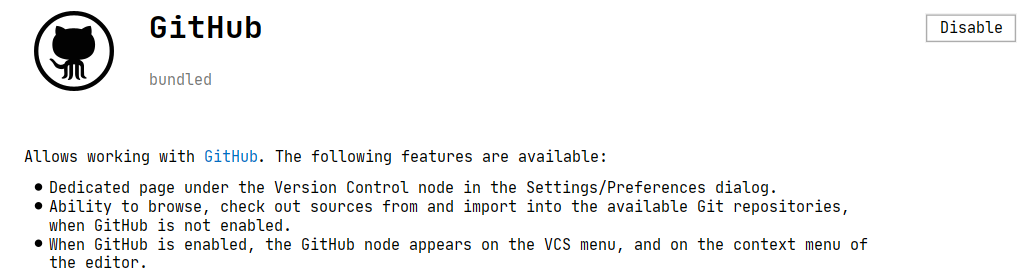 GitHub
Disable
bundled
Allows working with GitHub. The following features are available:
● Dedicated page under the Version Control node in the Settings/Preferences dialog.
● Ability to browse, check out sources from and import into the available Git repositories,
when GitHub is not enabled.
● When GitHub is enabled, the GitHub node appears on the VCS menu, and on the context menu of
the editor.